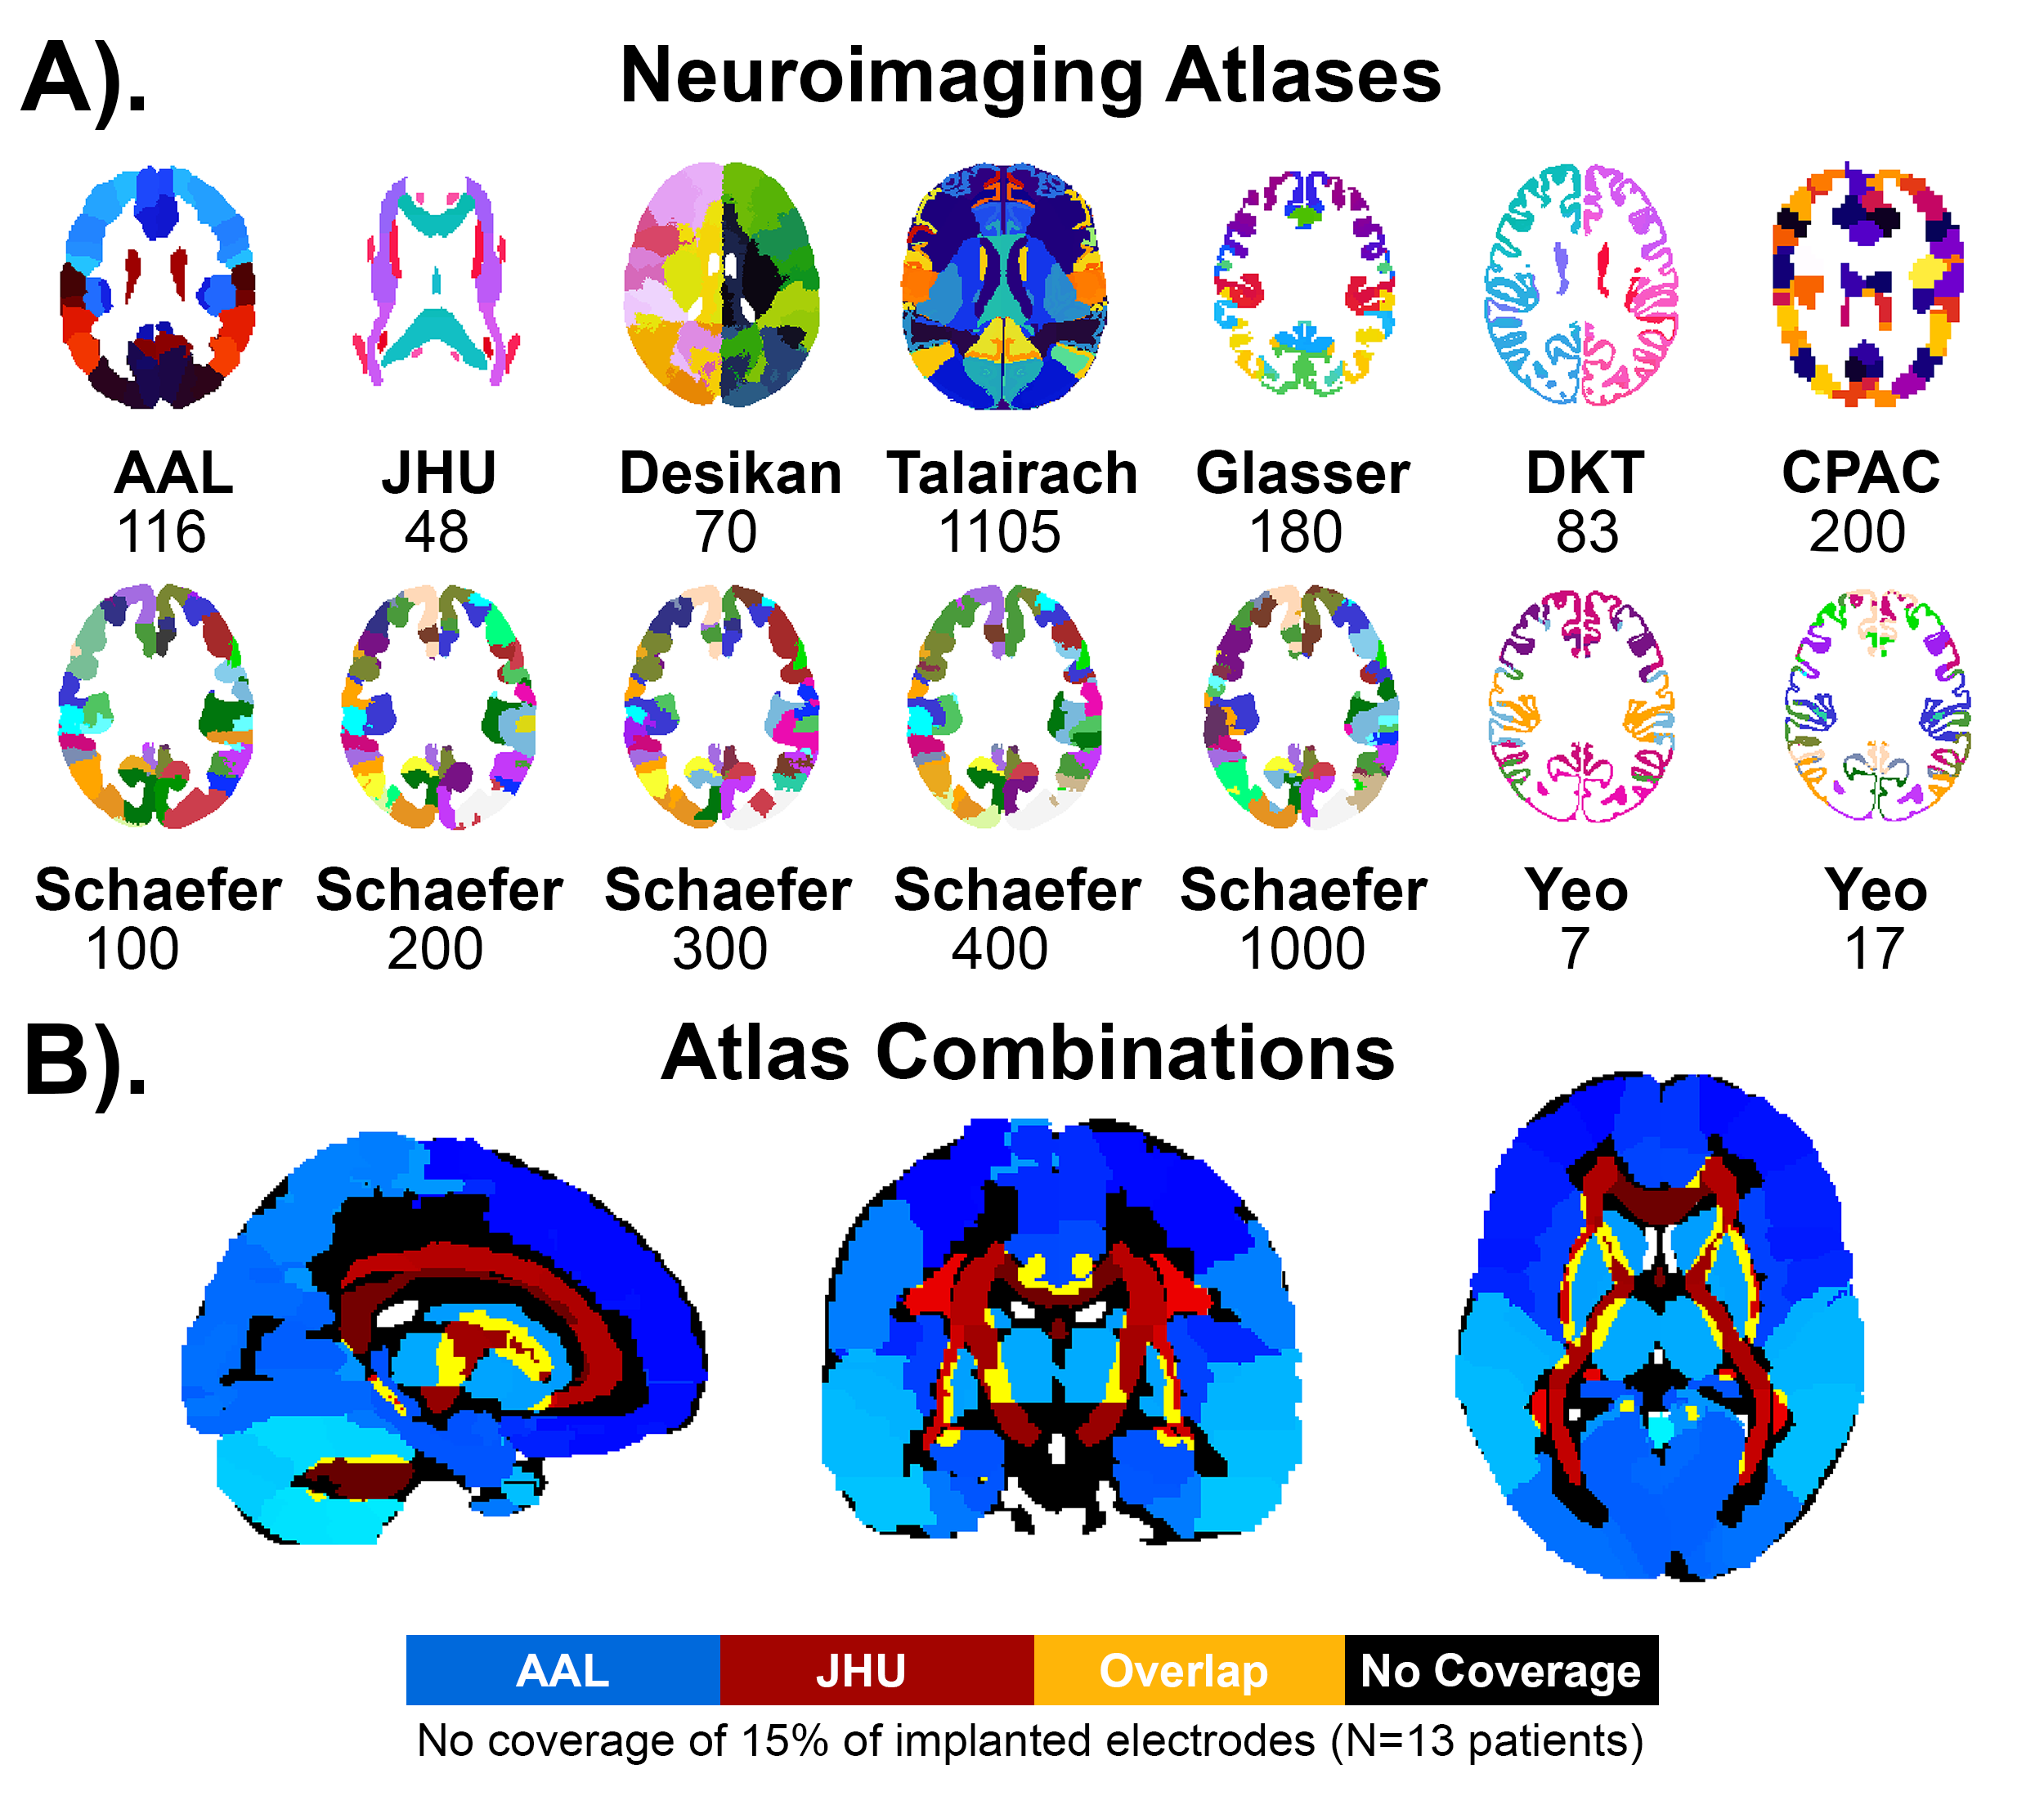 A).
Neuroimaging Atlases
AAL JHU Desikan Talairach Glasser DKT CPAC
116 48 70 1105 180 83 200
Schaefer Schaefer Schaefer Schaefer Schaefer Yeo Yeo
100 200 300 400 1000 7 17
B).
Atlas Combinations
AAL JHU Overlap No Coverage
No coverage of 15% of implanted electrodes (N=13 patients)